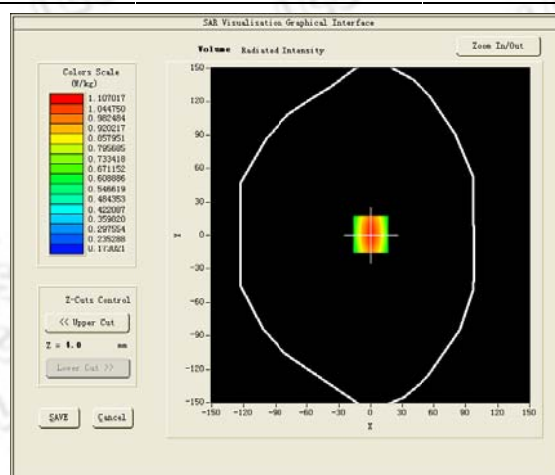 SAR Visualisation Graphical Interface
Volume Radiated Intensity
Zoom In/Out
Colors Scale
(W/kg)
1.107017
1.044750
0.982484
0.920217
0.857951
0.795685
0.733418
0.671152
0.608886
0.546619
0.484353
0.422087
0.359820
0.297554
0.235288
0.173021
Z-Cuts Control
<< Upper Cut
Z = 4.0 mm
Lower Cut >>
SAVE
Cancel
150
120
90
60
30
0
-30
-60
-90
-120
-150
Y
-150 -120 -90 -60 -30 0 30 60 90 120 150
X